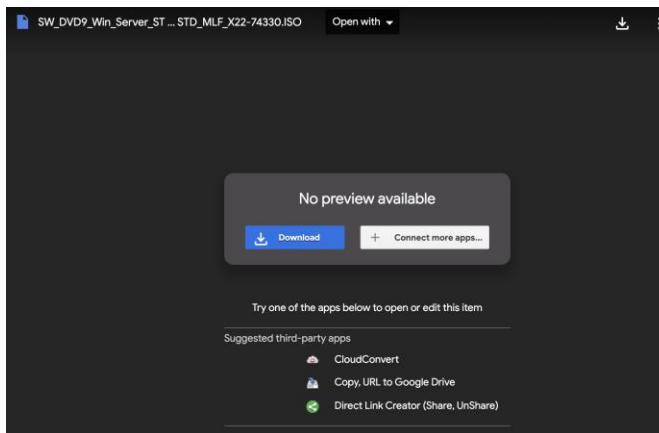 SW_DVD9_Win_Server_ST ... STD_MLF_X22-74330.ISO Open with
No preview available
Download + Connect more apps...
Try one of the apps below to open or edit this item
Suggested third-party apps
CloudConvert
Copy, URL to Google Drive
Direct Link Creator (Share, UnShare)